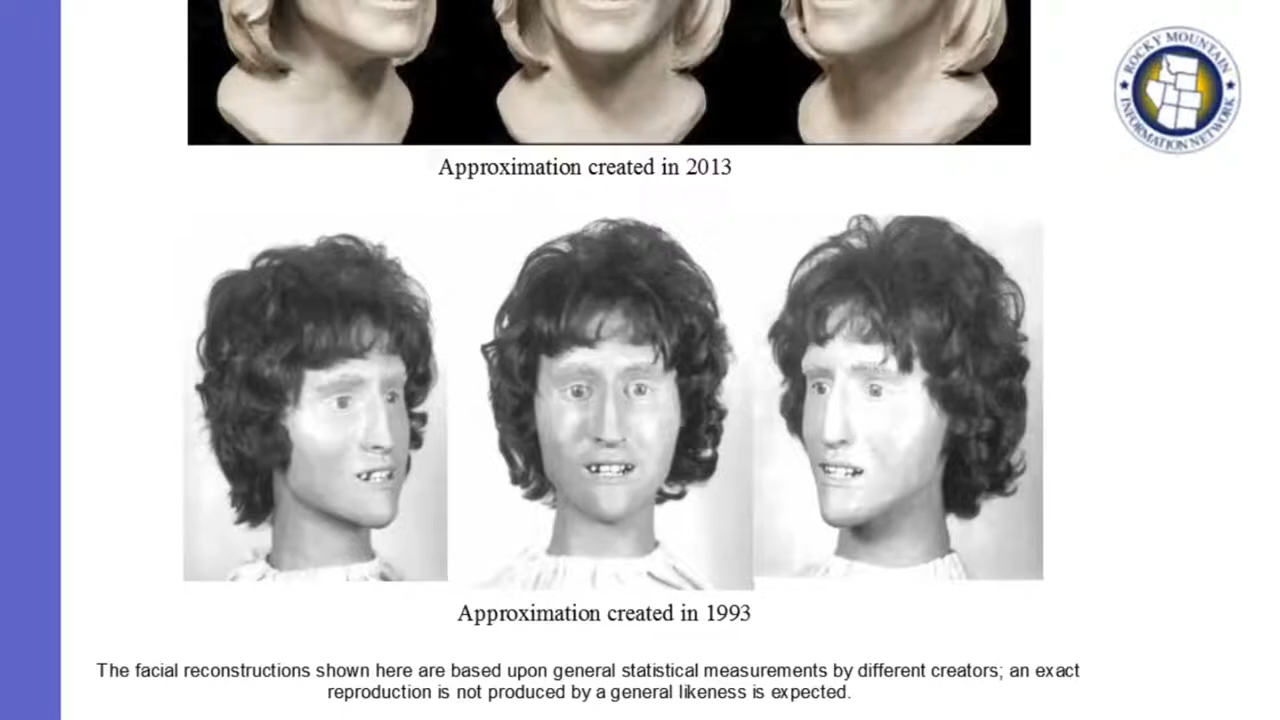 ROCKY MOUNTAIN
INFORMATION NETWORK
Approximation created in 2013
Approximation created in 1993
The facial reconstructions shown here are based upon general statistical measurements by different creators; an exact
reproduction is not produced by a general likeness is expected.